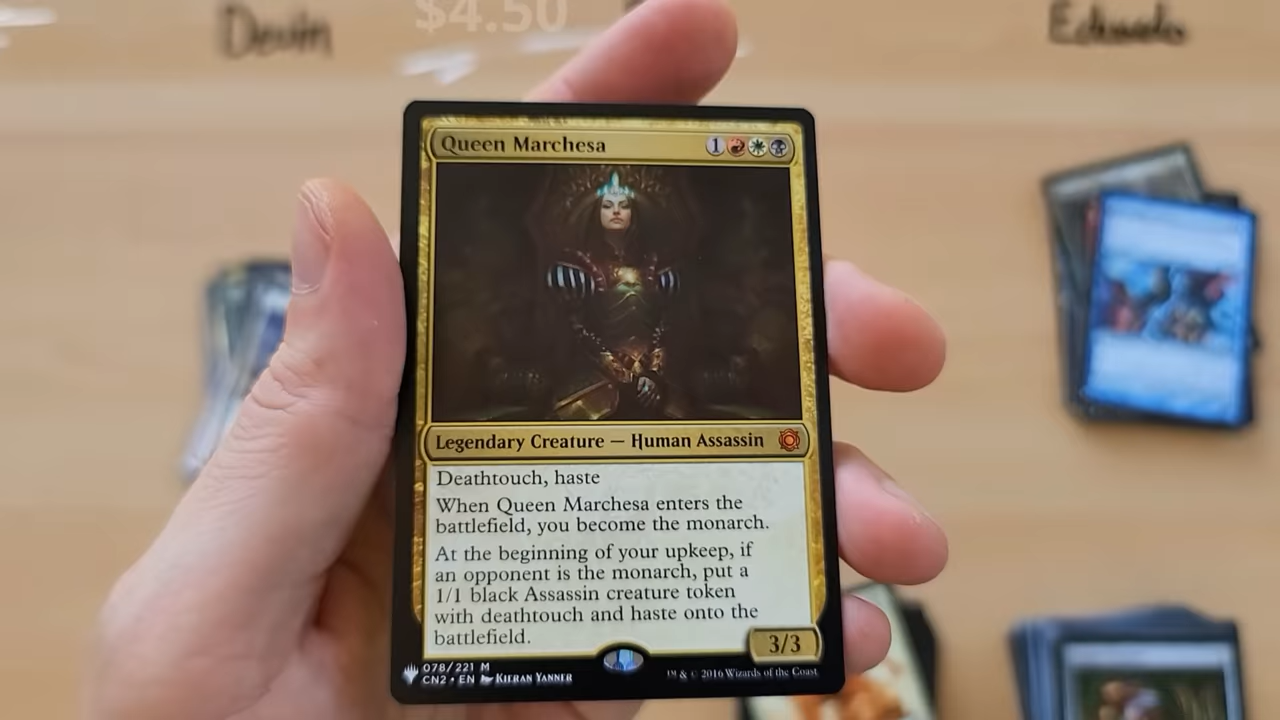 $4.50
Devin
Queen Marchesa 1
Legendary Creature — Human Assassin
Deathtouch, haste
When Queen Marchesa enters the
battlefield, you become the monarch.
At the beginning of your upkeep, if
an opponent is the monarch, put a
1/1 black Assassin creature token
with deathtouch and haste onto the
battlefield.
3/3
078/221 M
CN2 • EN Kieran Yanner
™ & © 2016 Wizards of the Coast